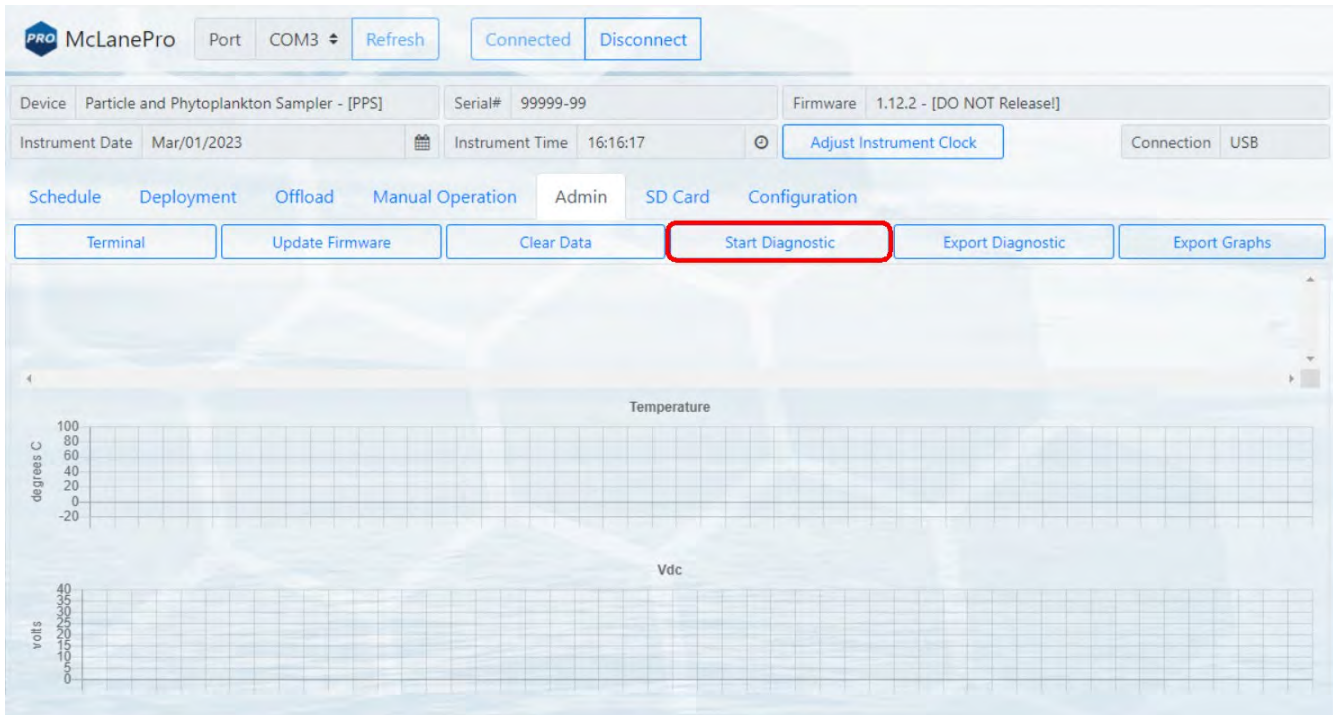 PRO McLanePro Port COM3 Refresh Connected Disconnect
Device Particle and Phytoplankton Sampler - [PPS] Serial# 99999-99 Firmware 1.12.2 - [DO NOT Release!]
Instrument Date Mar/01/2023 Instrument Time 16:16:17 Adjust Instrument Clock Connection USB
Schedule Deployment Offload Manual Operation Admin SD Card Configuration
Terminal Update Firmware Clear Data Start Diagnostic Export Diagnostic Export Graphs
Temperature
degrees C
100
80
60
40
20
0
-20
Vdc
volts
40
35
30
25
20
15
10
5
0